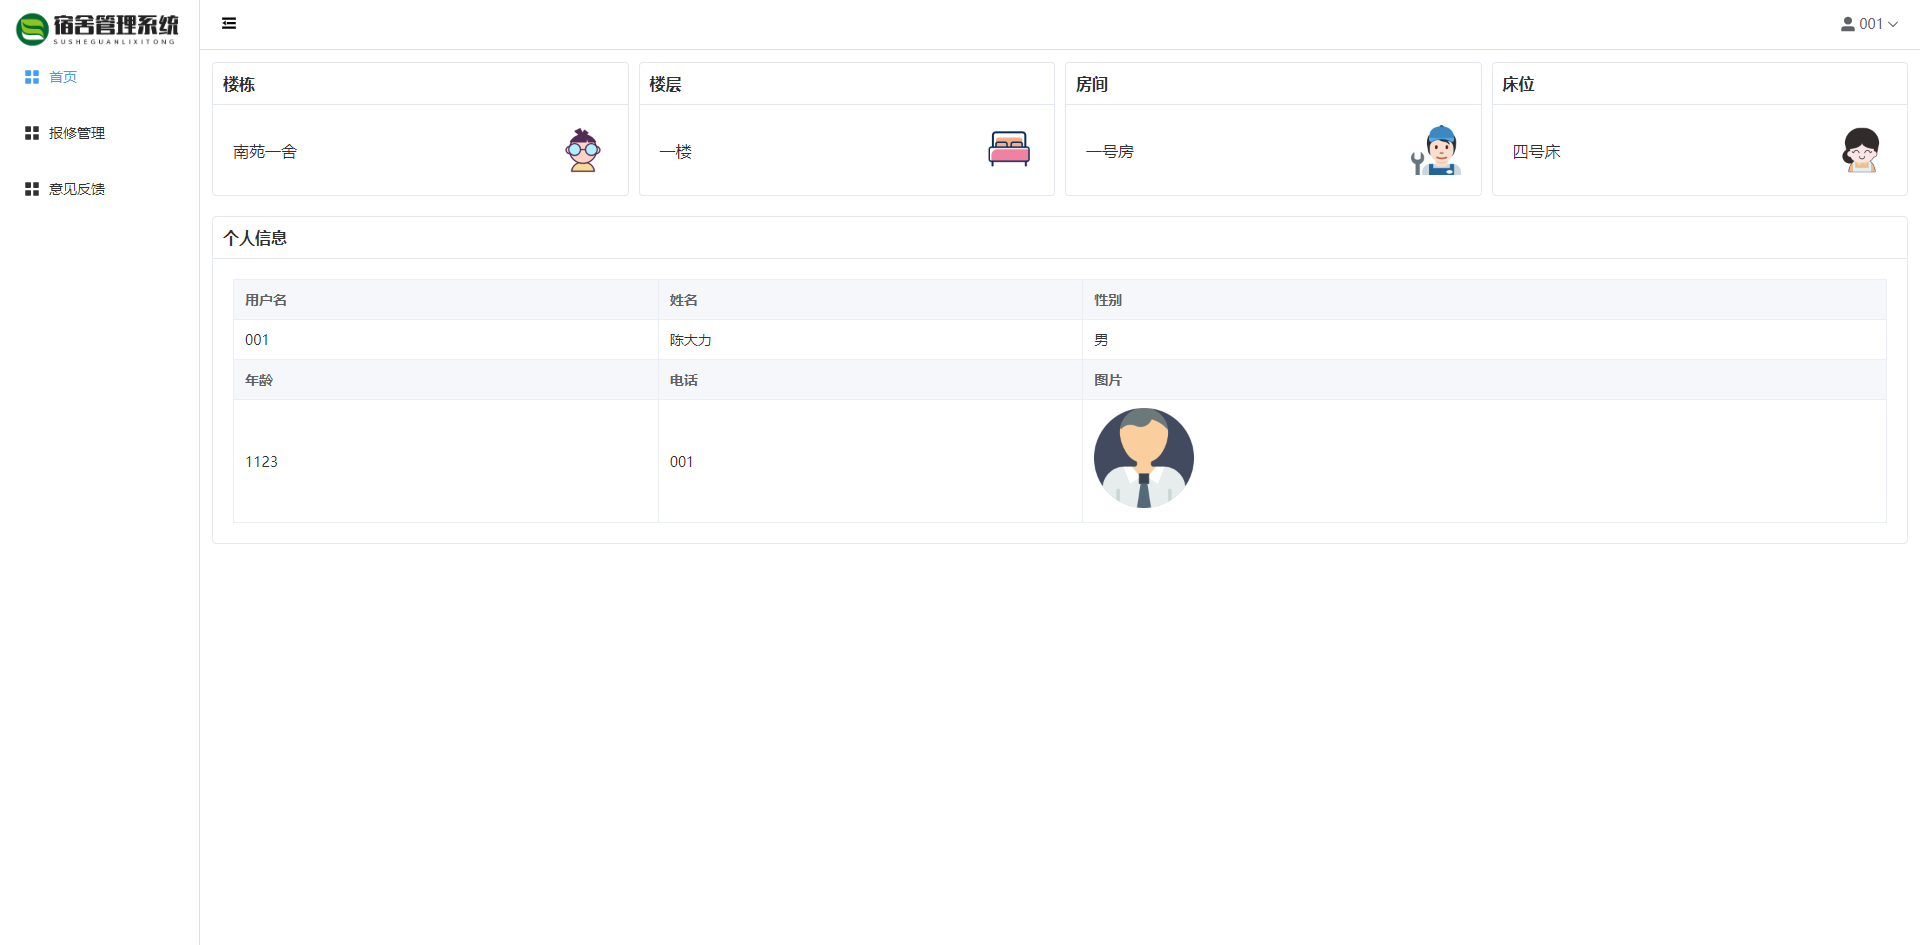 宿舍管理系统
SUSHEGUANLIXITONG
001
首页
报修管理
意见反馈
楼栋
南苑一舍
楼层
一楼
房间
一号房
床位
四号床
个人信息
用户名 姓名 性别
001 陈大力 男
年龄 电话 图片
1123 001